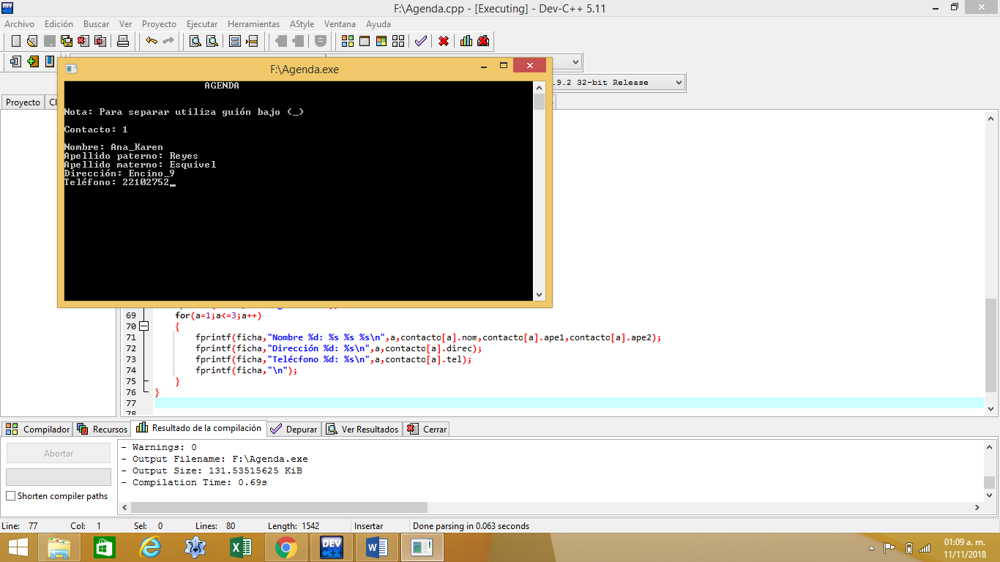 F:\Agenda.cpp - [Executing] - Dev-C++ 5.11
Archivo Edición Buscar Ver Proyecto Ejecutar Herramientas AStyle Ventana Ayuda
F:\Agenda.exe
.9.2 32-bit Release
Proyecto
AGENDA
Nota: Para separar utiliza guión bajo (_)
Contacto: 1
Nombre: Ana_Karen
Apellido paterno: Reyes
Apellido materno: Esquivel
Dirección: Encino_9
Teléfono: 22102752_
69 for(a=1;a<=3;a++)
70 {
71 fprintf(ficha,"Nombre %d: %s %s %s\n",a,contacto[a].nom,contacto[a].ape1,contacto[a].ape2);
72 fprintf(ficha,"Dirección %d: %s\n",a,contacto[a].direc);
73 fprintf(ficha,"Telécfono %d: %s\n",a,contacto[a].tel);
74 fprintf(ficha,"\n");
75 }
76 }
77
78
Compilador Recursos Resultado de la compilación Depurar Ver Resultados Cerrar
Abortar
Shorten compiler paths
- Warnings: 0
- Output Filename: F:\Agenda.exe
- Output Size: 131.53515625 KiB
- Compilation Time: 0.69s
Line: 77 Col: 1 Sel: 0 Lines: 80 Length: 1542 Insertar Done parsing in 0.063 seconds
DEV C++
01:09 a. m.
11/11/2018